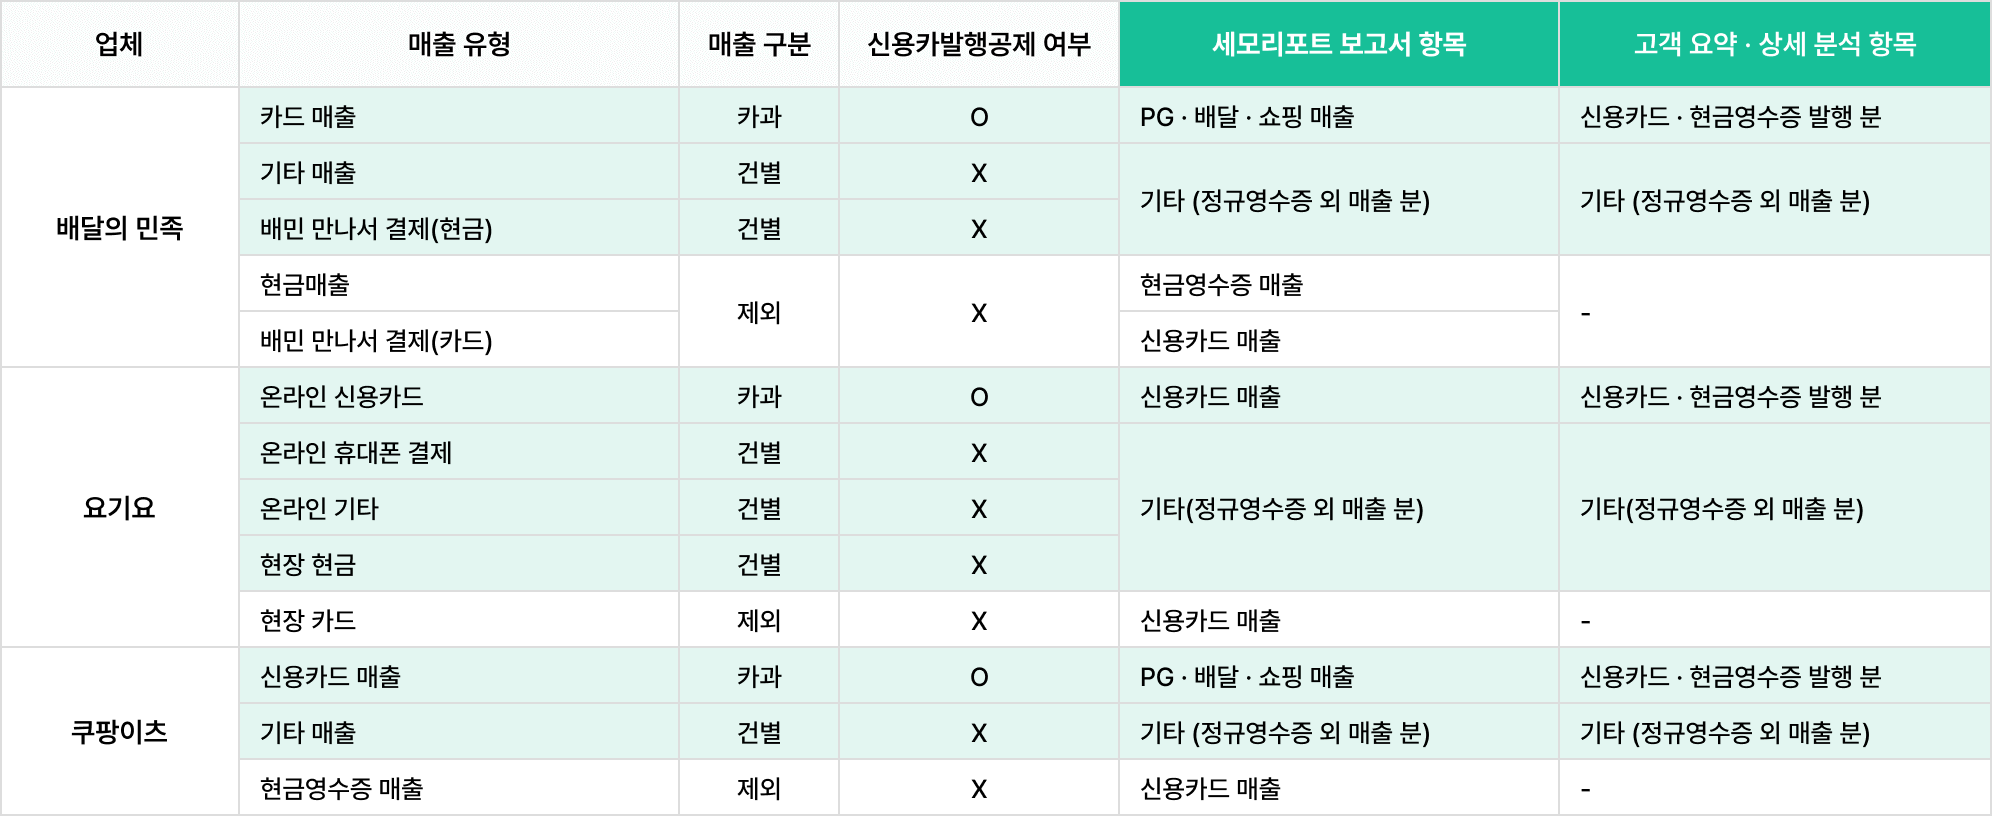 업체 매출 유형 매출 구분 신용카발행공제 여부 세모리포트 보고서 항목 고객 요약 · 상세 분석 항목
배달의 민족
카드 매출 카과 O PG · 배달 · 쇼핑 매출 신용카드 · 현금영수증 발행 분
기타 매출 건별 X
기타 (정규영수증 외 매출 분) 기타 (정규영수증 외 매출 분)
배민 만나서 결제(현금) 건별 X
현금매출 제외 X 현금영수증 매출 -
배민 만나서 결제(카드) 신용카드 매출
요기요
온라인 신용카드 카과 O 신용카드 매출 신용카드 · 현금영수증 발행 분
온라인 휴대폰 결제 건별 X
온라인 기타 건별 X 기타(정규영수증 외 매출 분) 기타(정규영수증 외 매출 분)
현장 현금 건별 X
현장 카드 제외 X 신용카드 매출 -
쿠팡이츠
신용카드 매출 카과 O PG · 배달 · 쇼핑 매출 신용카드 · 현금영수증 발행 분
기타 매출 건별 X 기타 (정규영수증 외 매출 분) 기타 (정규영수증 외 매출 분)
현금영수증 매출 제외 X 신용카드 매출 -